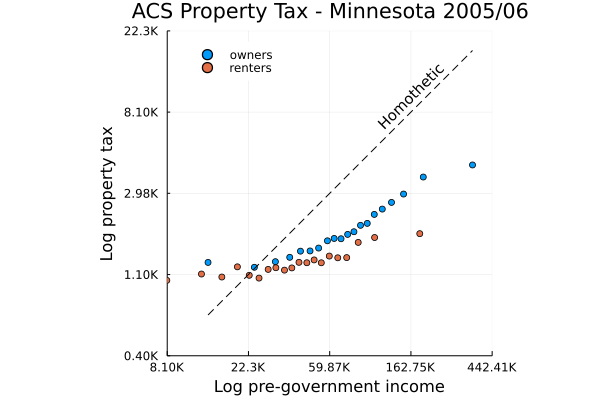 ACS Property Tax - Minnesota 2005/06
22.3K
owners
renters
Homothetic
8.10K
Log property tax
2.98K
1.10K
0.40K
8.10K 22.3K 59.87K 162.75K 442.41K
Log pre-government income